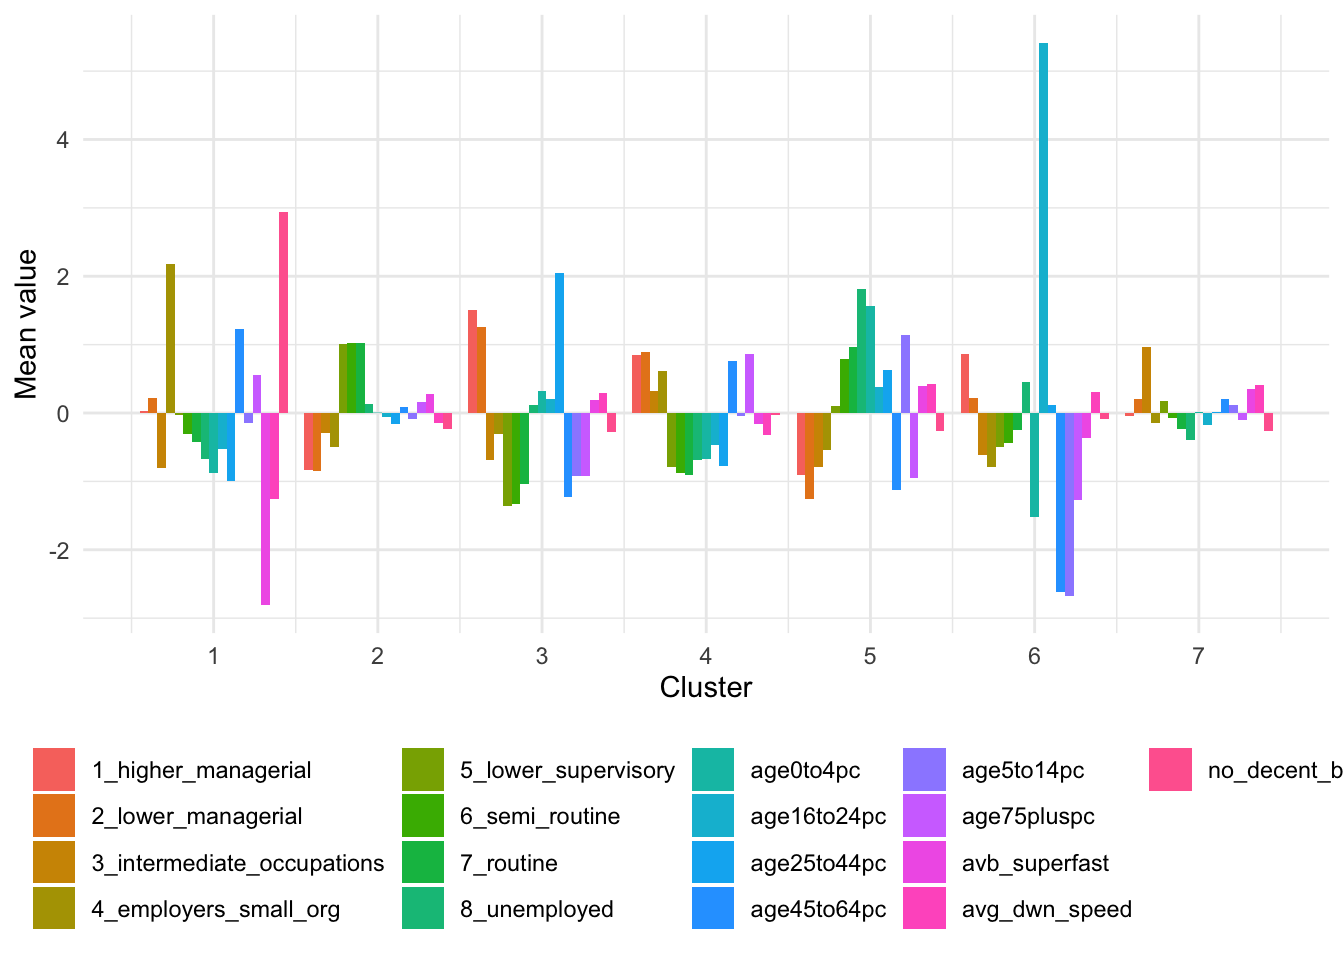 4
2
0
-2
Mean value
1 2 3 4 5 6 7
Cluster
1_higher_managerial 5_lower_supervisory age0to4pc age5to14pc no_decent_b
2_lower_managerial 6_semi_routine age16to24pc age75pluspc
3_intermediate_occupations 7_routine age25to44pc avb_superfast
4_employers_small_org 8_unemployed age45to64pc avg_dwn_speed